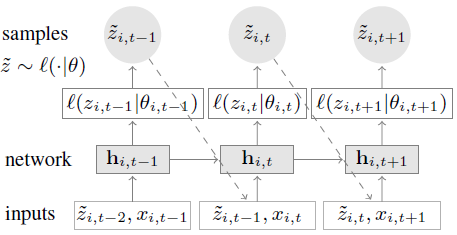 samples z̃ᵢ,ₜ₋₁ z̃ᵢ,ₜ z̃ᵢ,ₜ₊₁
z̃ ∼ ℓ(·|θ)
ℓ(zᵢ,ₜ₋₁|θᵢ,ₜ₋₁) ℓ(zᵢ,ₜ|θᵢ,ₜ) ℓ(zᵢ,ₜ₊₁|θᵢ,ₜ₊₁)
network hᵢ,ₜ₋₁ hᵢ,ₜ hᵢ,ₜ₊₁
inputs z̃ᵢ,ₜ₋₂, xᵢ,ₜ₋₁ z̃ᵢ,ₜ₋₁, xᵢ,ₜ z̃ᵢ,ₜ, xᵢ,ₜ₊₁